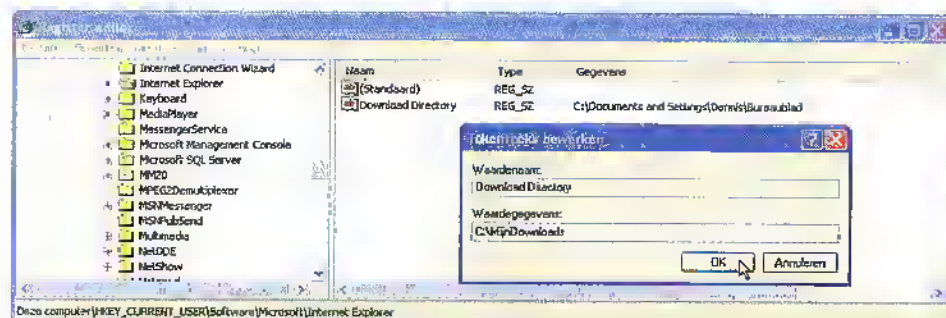 Internet Connection Wizard
Internet Explorer
Keyboard
MediaPlayer
MessengerService
Microsoft Management Console
Microsoft SQL Server
MM20
MPEG2Demultiplexer
MSNMessenger
MSNPubSend
Multimedia
NetDDE
NetShow
Naam Type Gegevens
(Standaard) REG_SZ
Download Directory REG_SZ C:\Documents and Settings\Dennis\Bureaublad
Tekenreeks bewerken
Waardenaam:
Download Directory
Waardegegevens:
C:\MijnDownloads
OK Annuleren
Deze computer\HKEY_CURRENT_USER\Software\Microsoft\Internet Explorer